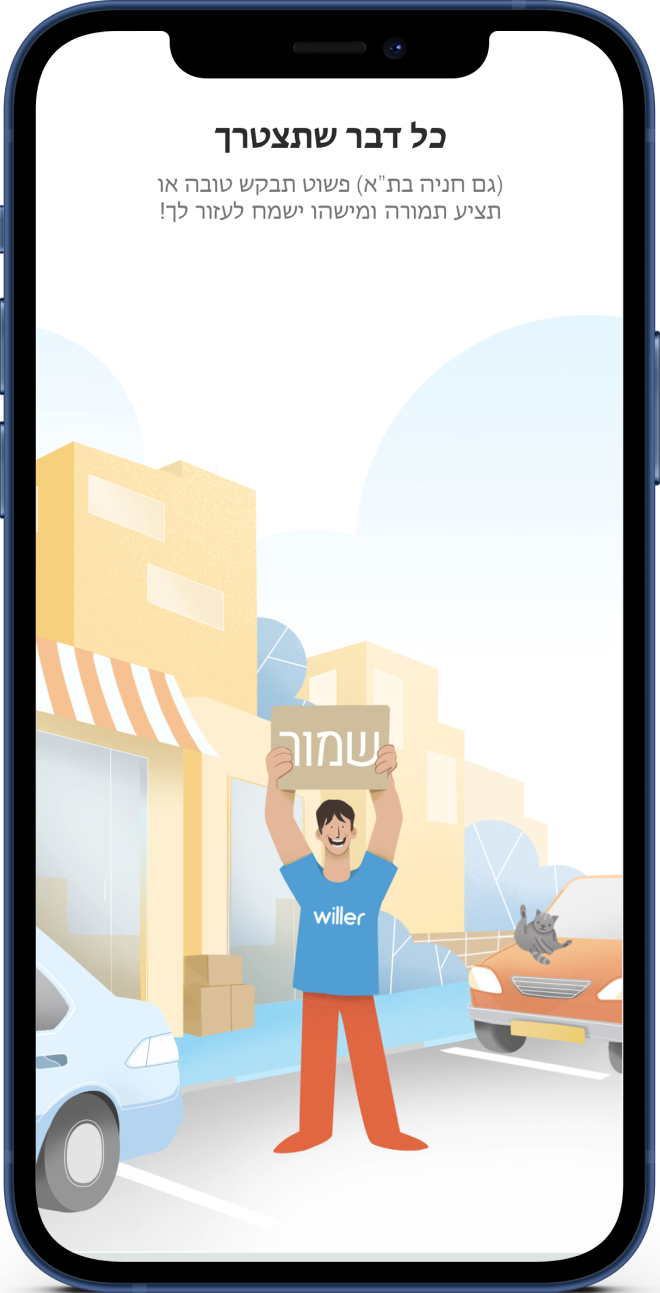 כל דבר שתצטרך
(גם חניה בת"א) פשוט תבקש טובה או
תציע תמורה ומישהו ישמח לעזור לך!
שמור
willer